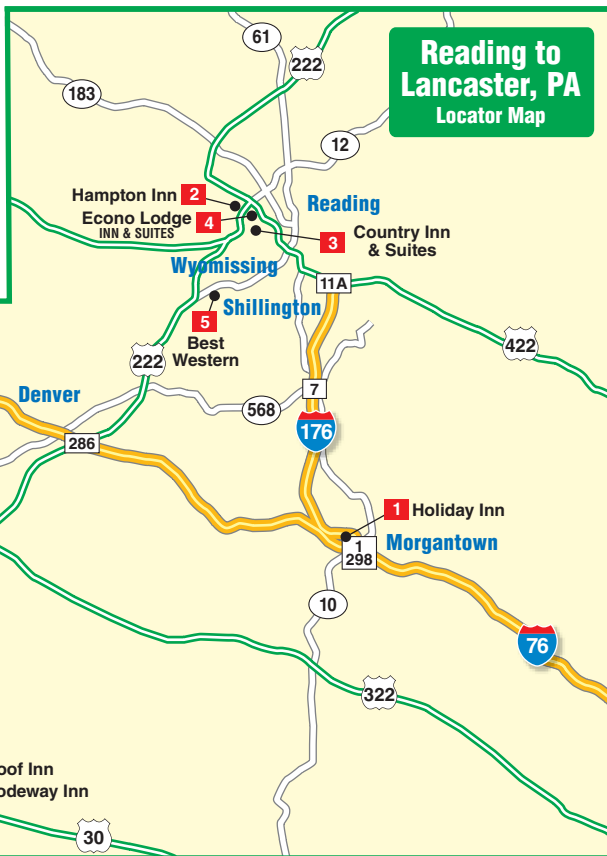 Reading to
Lancaster, PA
Locator Map
61
222
183
12
Hampton Inn 2
Econo Lodge 4
INN & SUITES
Reading
3 Country Inn
& Suites
Wyomissing
11A
Shillington
5
Best
Western
222
422
Denver
7
568
176
286
1 Holiday Inn
1
298
Morgantown
10
76
322
oof Inn
odeway Inn
30